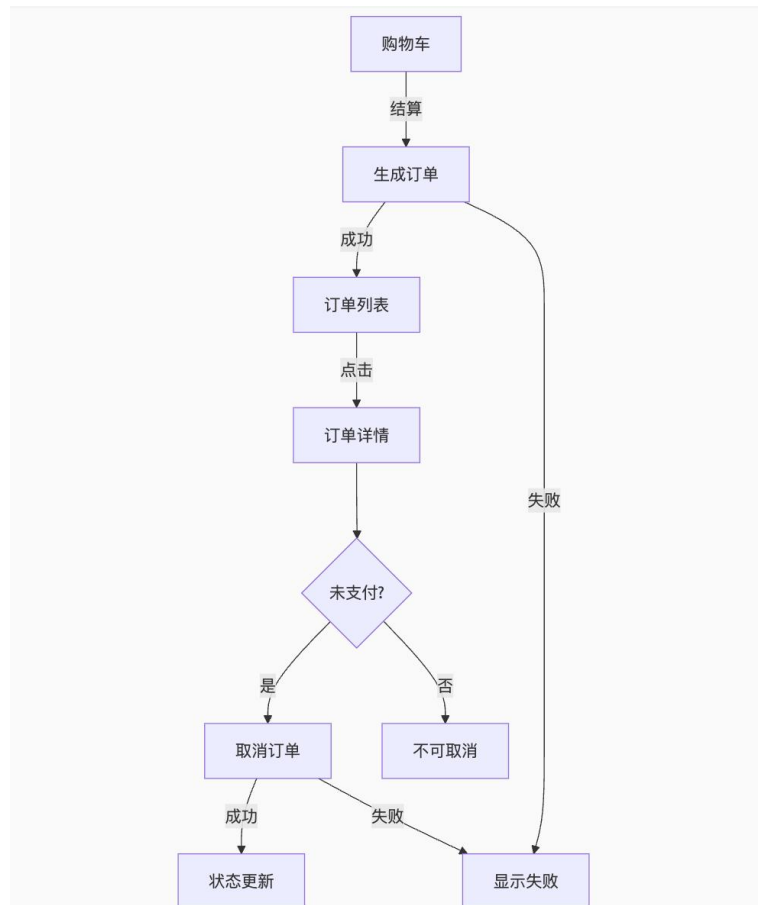 购物车
结算
生成订单
成功
订单列表
点击
订单详情
失败
未支付?
是
否
取消订单
不可取消
成功
失败
状态更新
显示失败